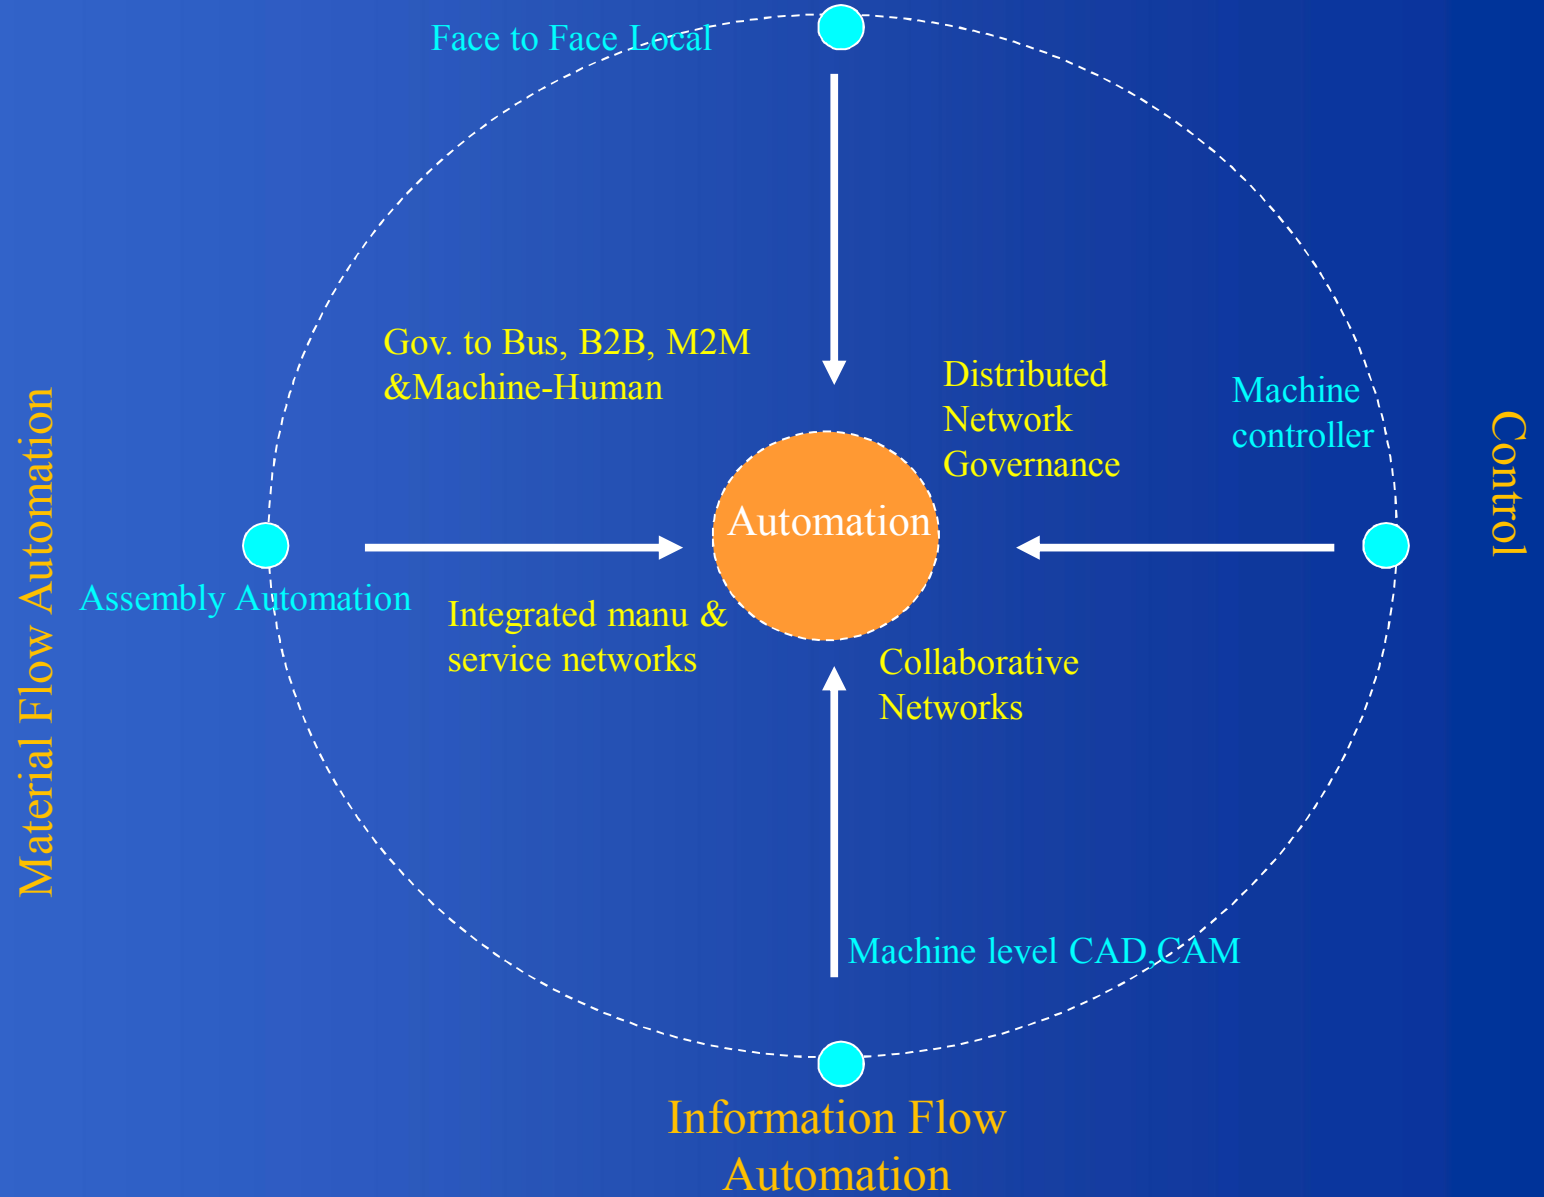 Face to Face Local
Gov. to Bus, B2B, M2M
&Machine-Human
Distributed
Network
Governance
Machine
controller
Control
Material Flow Automation
Automation
Assembly Automation
Integrated manu &
service networks
Collaborative
Networks
Machine level CAD,CAM
Information Flow
Automation